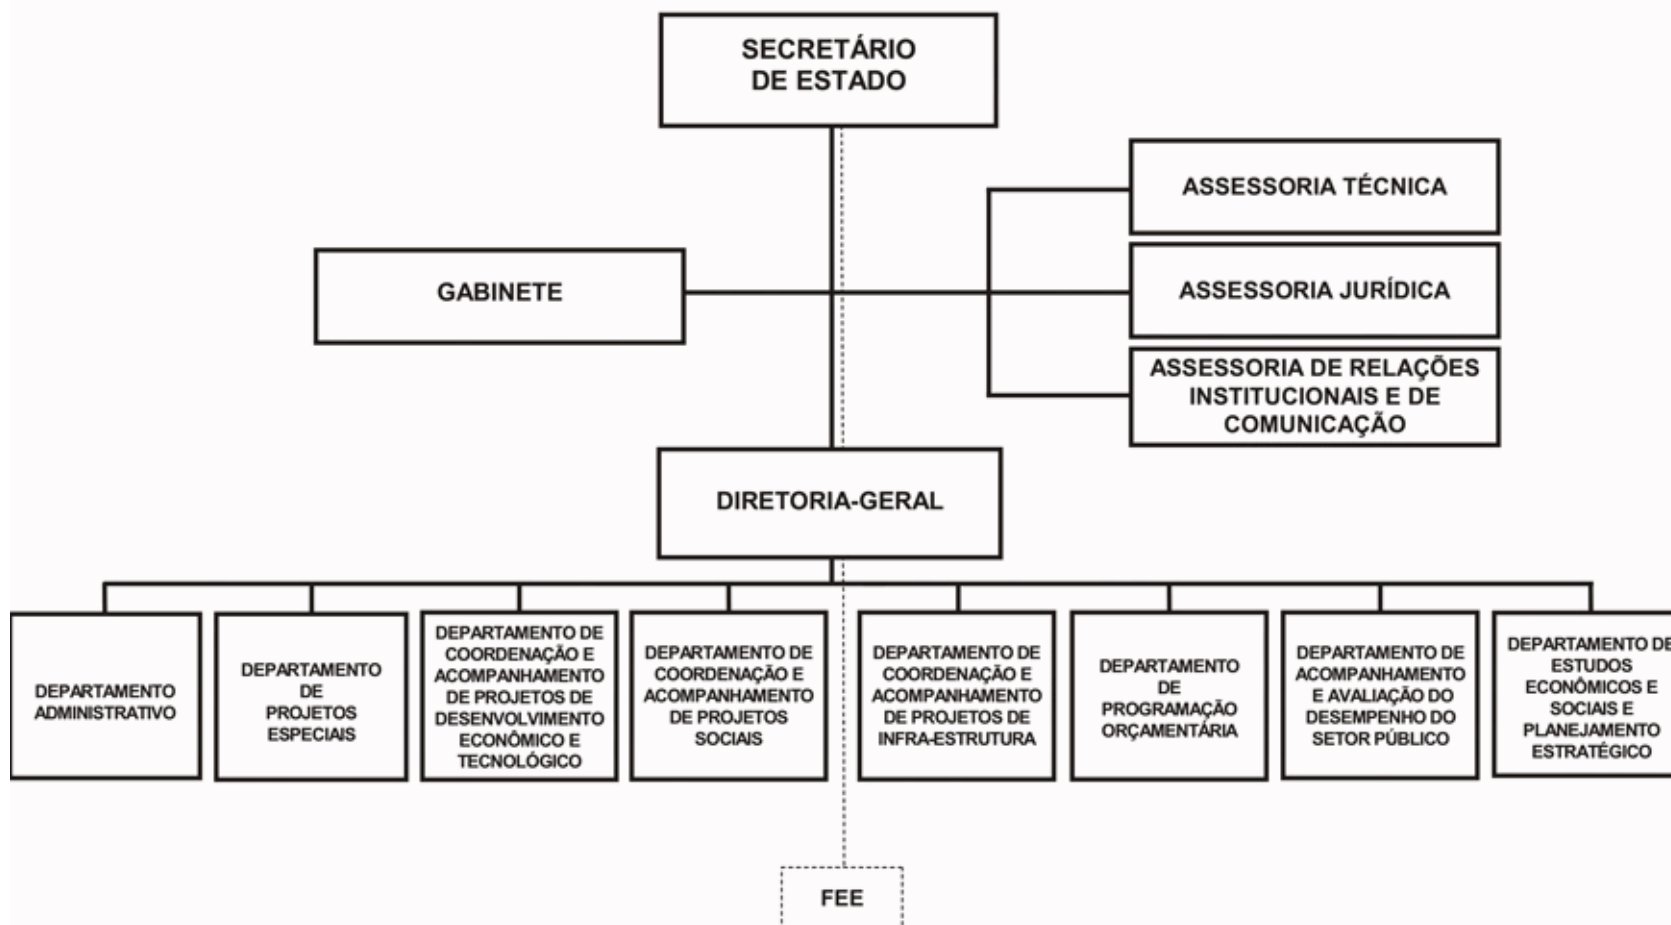 SECRETÁRIO
DE ESTADO
ASSESSORIA TÉCNICA
GABINETE
ASSESSORIA JURÍDICA
ASSESSORIA DE RELAÇÕES
INSTITUCIONAIS E DE
COMUNICAÇÃO
DIRETORIA-GERAL
DEPARTAMENTO
ADMINISTRATIVO
DEPARTAMENTO
DE
PROJETOS
ESPECIAIS
DEPARTAMENTO DE
COORDENAÇÃO E
ACOMPANHAMENTO
DE PROJETOS DE
DESENVOLVIMENTO
ECONÔMICO E
TECNOLÓGICO
DEPARTAMENTO DE
COORDENAÇÃO E
ACOMPANHAMENTO
DE PROJETOS
SOCIAIS
DEPARTAMENTO DE
COORDENAÇÃO E
ACOMPANHAMENTO
DE PROJETOS DE
INFRA-ESTRUTURA
DEPARTAMENTO
DE
PROGRAMAÇÃO
ORÇAMENTÁRIA
DEPARTAMENTO DE
ACOMPANHAMENTO
E AVALIAÇÃO DO
DESEMPENHO DO
SETOR PÚBLICO
DEPARTAMENTO DE
ESTUDOS
ECONÔMICOS E
SOCIAIS E
PLANEJAMENTO
ESTRATÉGICO
FEE